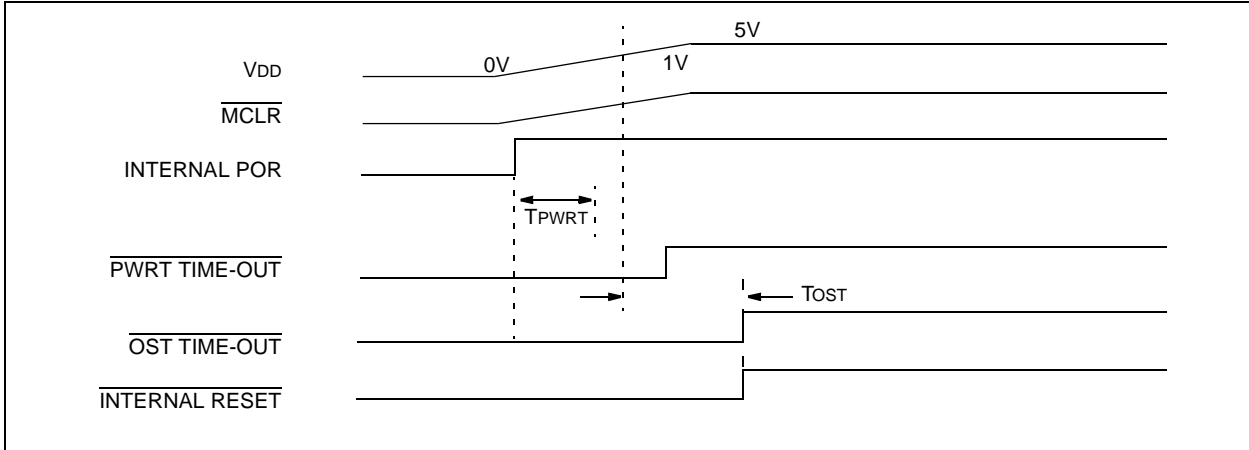 5V
VDD 0V 1V
MCLR
INTERNAL POR
TPWRT
PWRT TIME-OUT
TOST
OST TIME-OUT
INTERNAL RESET